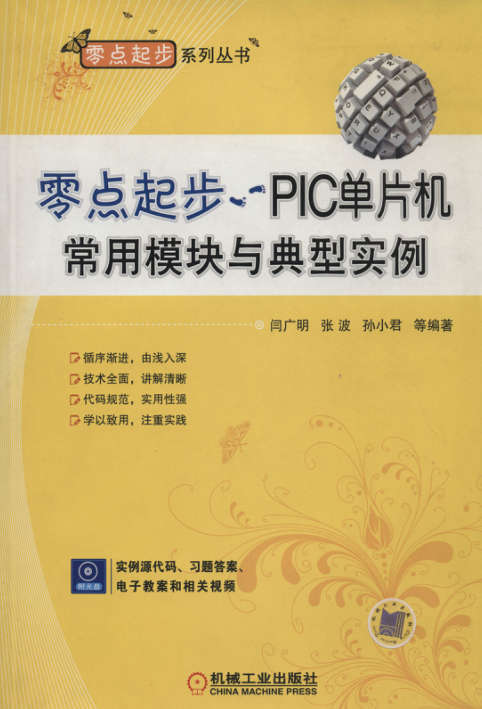 零点起步 系列丛书
零点起步 PIC单片机
常用模块与典型实例
闫广明 张波 孙小君 等编著
循序渐进，由浅入深
技术全面，讲解清晰
代码规范，实用性强
学以致用，注重实践
附光盘
实例源代码、习题答案、
电子教案和相关视频
机械工业出版社
CHINA MACHINE PRESS